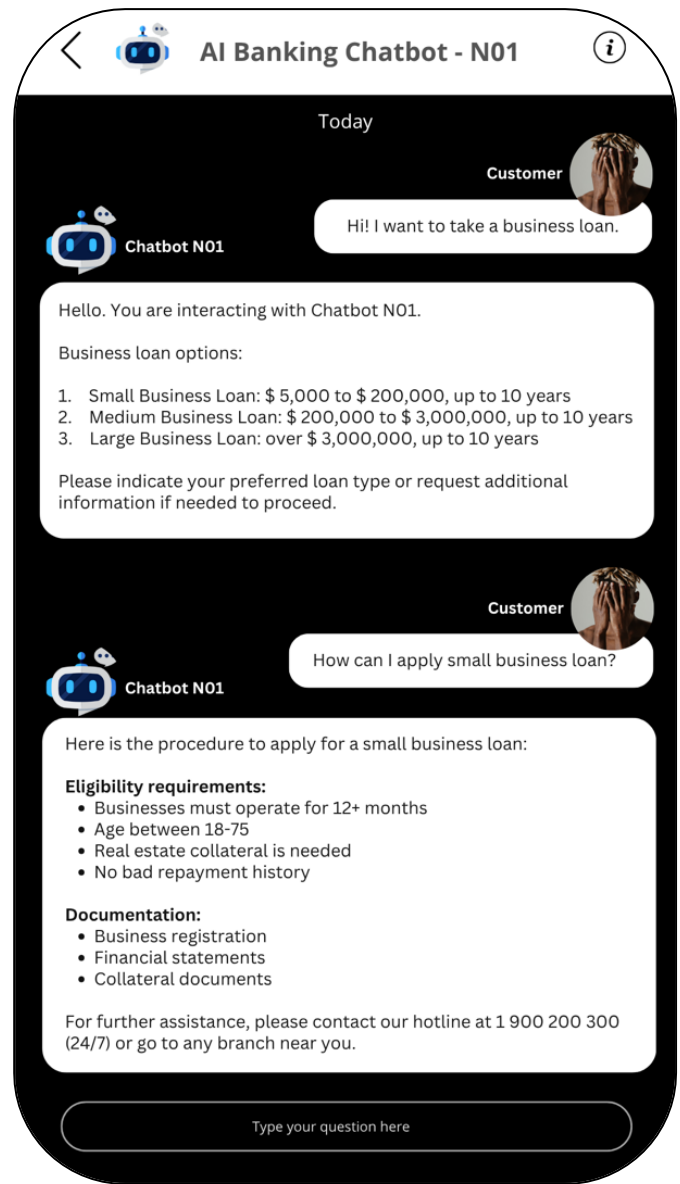 AI Banking Chatbot - N01
i
Today
Customer
Hi! I want to take a business loan.
Chatbot N01
Hello. You are interacting with Chatbot N01.
Business loan options:
1. Small Business Loan: $ 5,000 to $ 200,000, up to 10 years
2. Medium Business Loan: $ 200,000 to $ 3,000,000, up to 10 years
3. Large Business Loan: over $ 3,000,000, up to 10 years
Please indicate your preferred loan type or request additional
information if needed to proceed.
Customer
How can I apply small business loan?
Chatbot N01
Here is the procedure to apply for a small business loan:
Eligibility requirements:
• Businesses must operate for 12+ months
• Age between 18-75
• Real estate collateral is needed
• No bad repayment history
Documentation:
• Business registration
• Financial statements
• Collateral documents
For further assistance, please contact our hotline at 1 900 200 300
(24/7) or go to any branch near you.
Type your question here